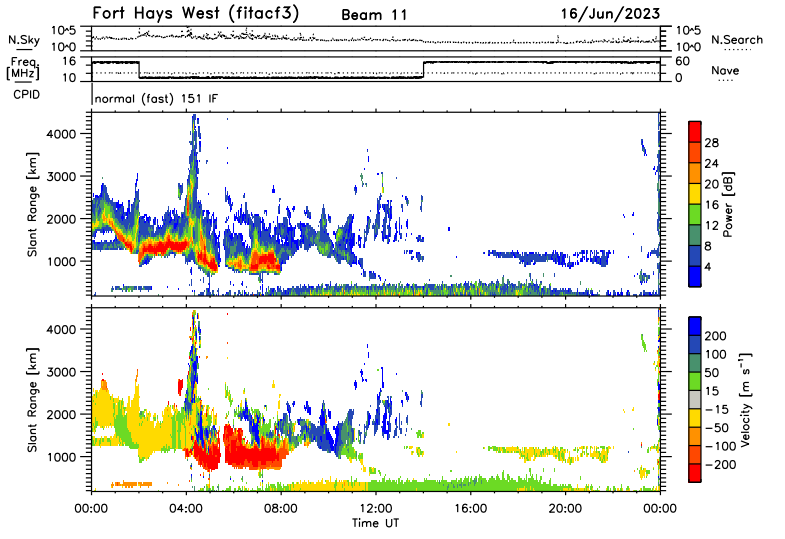 Fort Hays West (fitacf3) Beam 11 16/Jun/2023
N.Sky 10^5 10^0 10^5 10^0 N.Search
Freq. [MHz] 16 10 60 0 Nave
CPID normal (fast) 151 IF
Slant Range [km] 4000 3000 2000 1000
28 24 20 16 12 8 4 Power [dB]
Slant Range [km] 4000 3000 2000 1000
200 100 50 15 −15 −50 −100 −200 Velocity [m s⁻¹]
00:00 04:00 08:00 12:00 16:00 20:00 00:00
Time UT